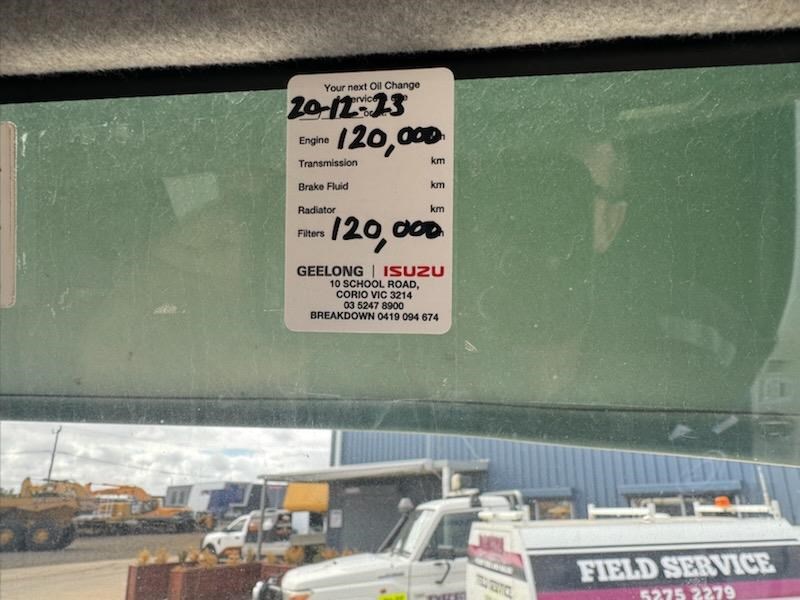 Your next Oil Change
20-12-23
Engine 120,000
Transmission km
Brake Fluid km
Radiator km
Filters 120,000
GEELONG | ISUZU
10 SCHOOL ROAD,
CORIO VIC 3214
03 5247 8900
BREAKDOWN 0419 094 674
FIELD SERVICE
5275 2279